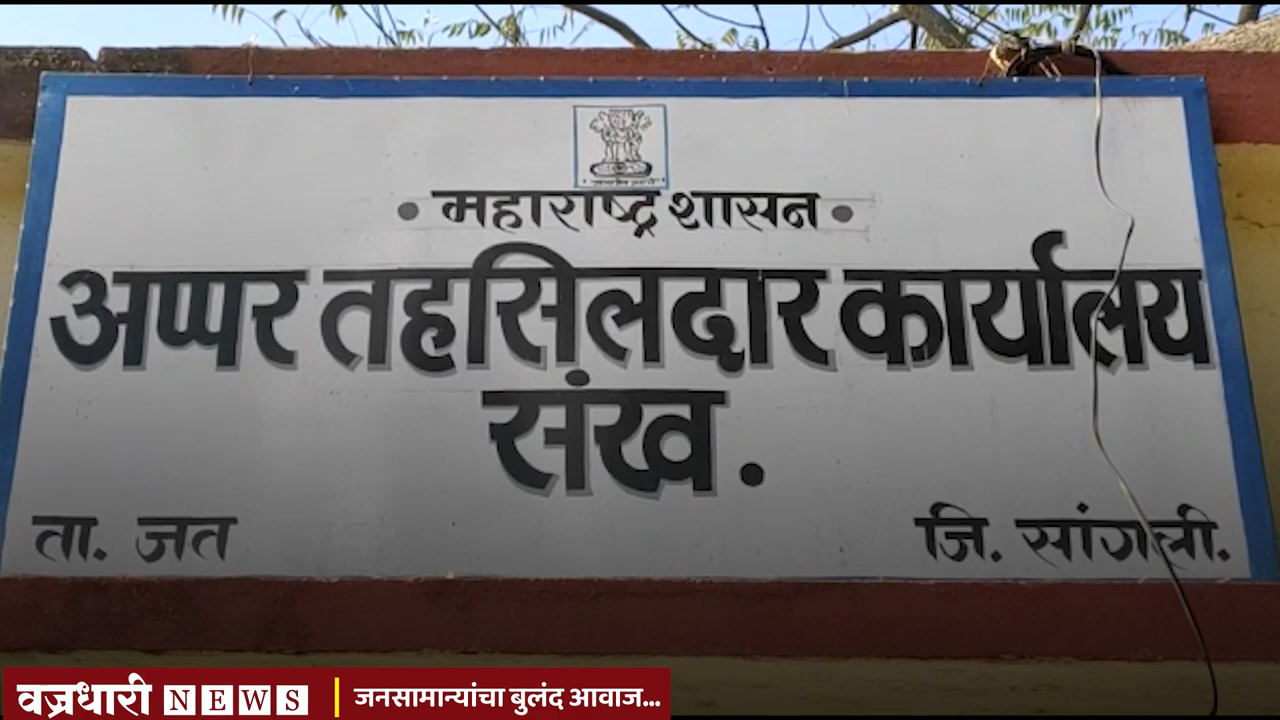 • महाराष्ट्र शासन •
अप्पर तहसिलदार कार्यालय
संख.
ता. जत
जि. सांगली.
वज्रधारी NEWS
जनसामान्यांचा बुलंद आवाज...